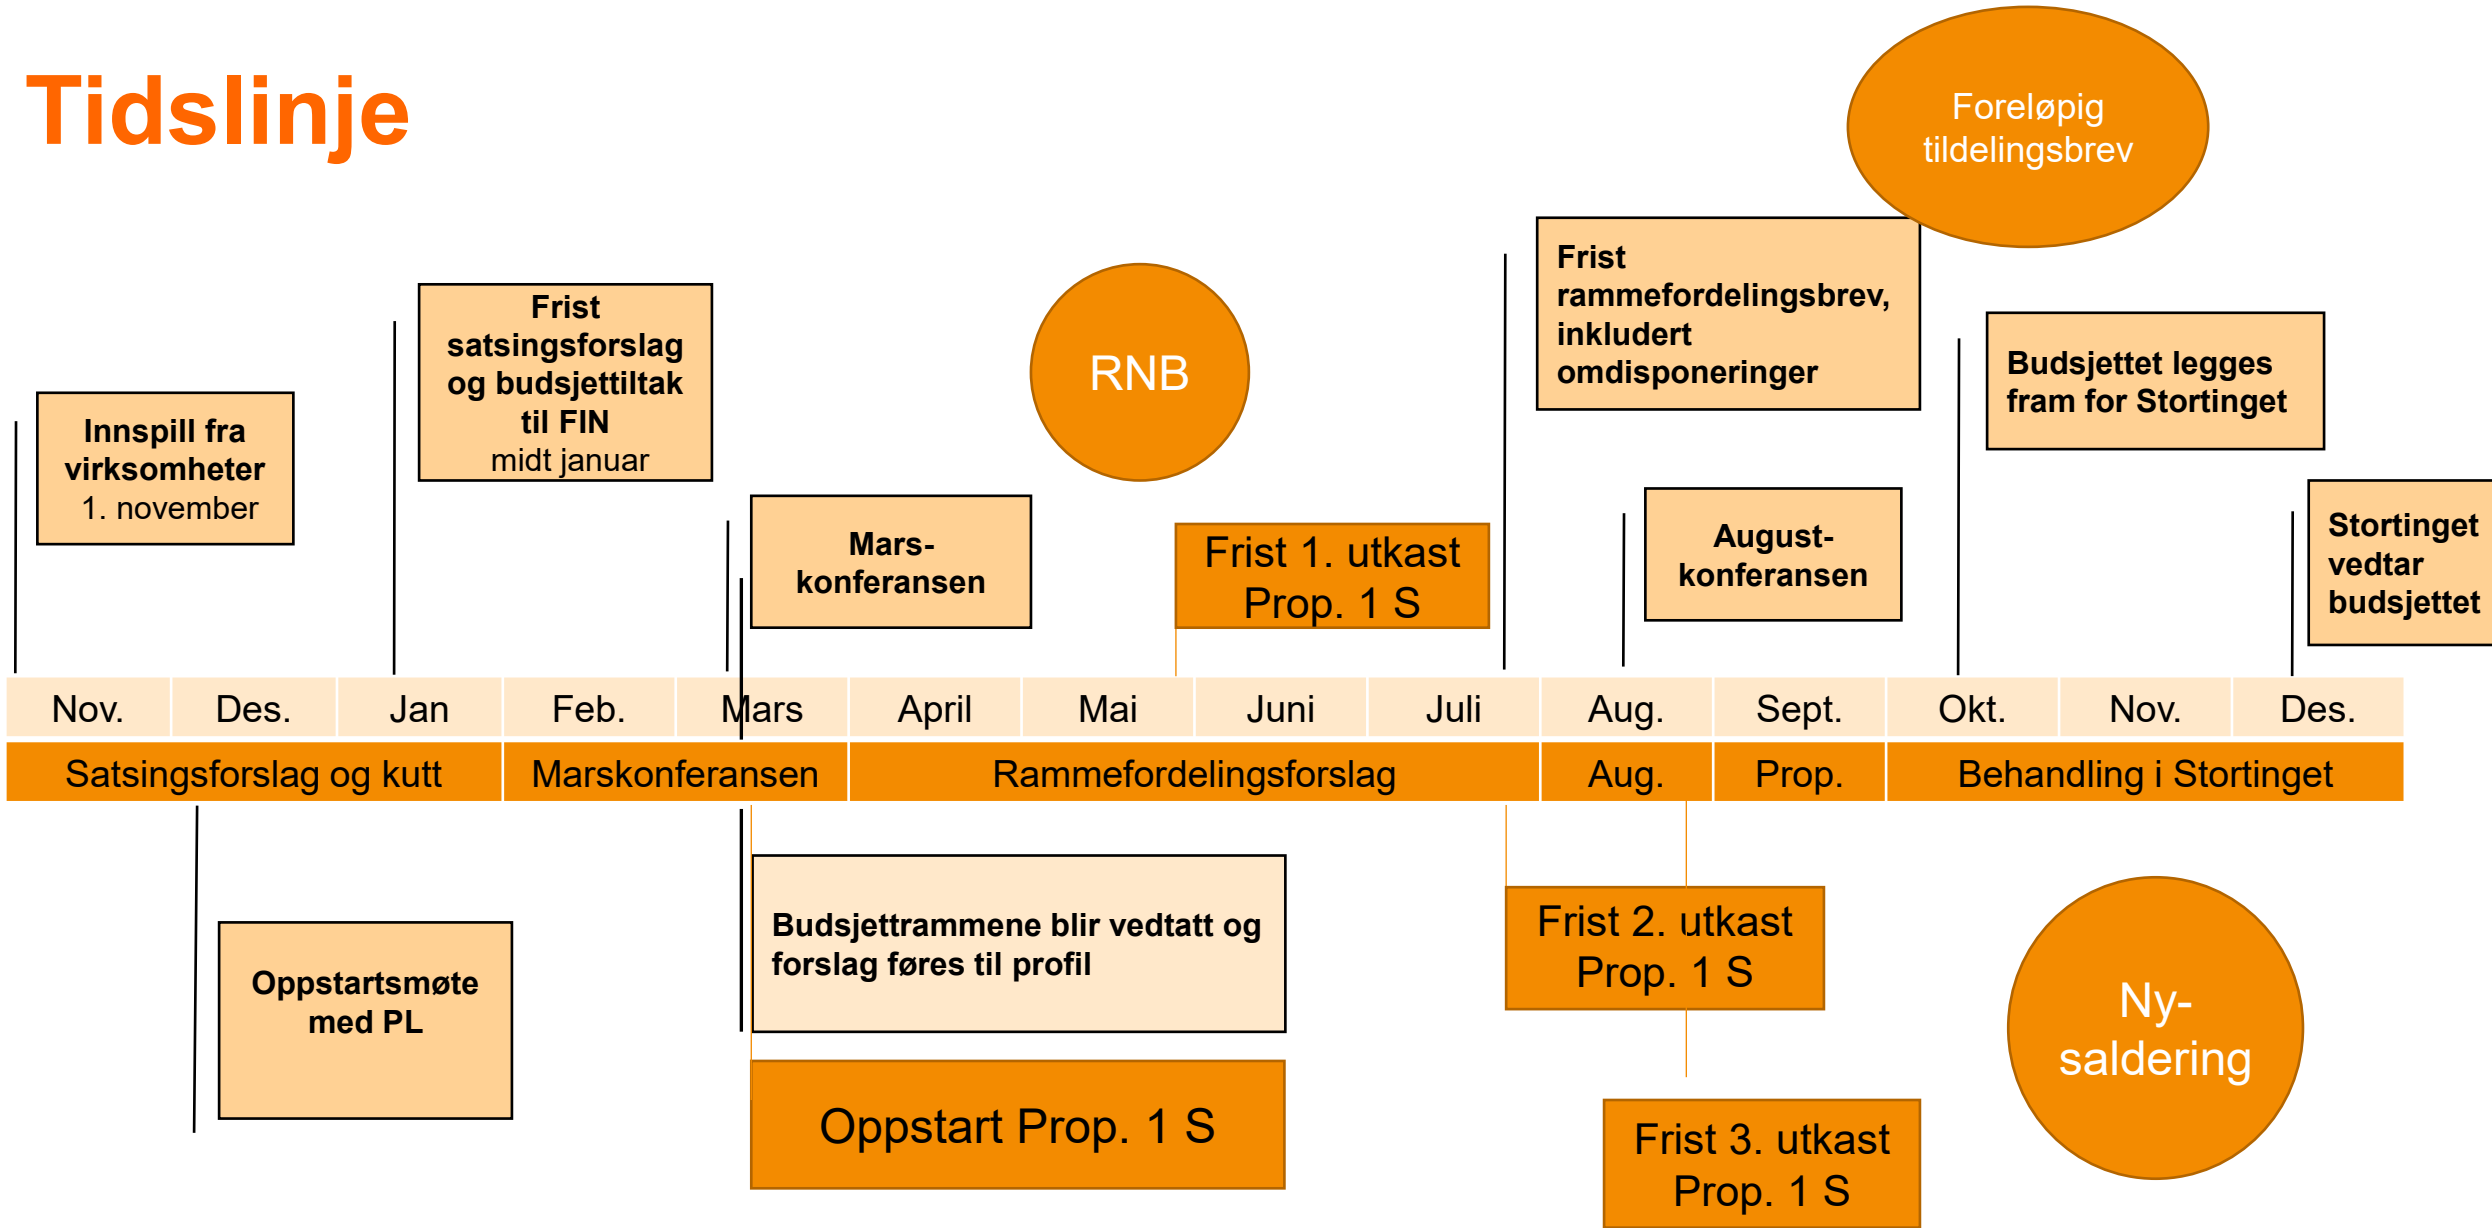 Tidslinje
Foreløpig
tildelingsbrev
Frist
rammefordelingsbrev,
inkludert
omdisponeringer
Frist
satsingsforslag
og budsjettiltak
til FIN
midt januar
RNB
Budsjettet legges
fram for Stortinget
Innspill fra
virksomheter
1. november
Mars-
konferansen
Frist 1. utkast
Prop. 1 S
August-
konferansen
Stortinget
vedtar
budsjettet
Nov.
Des.
Jan
Feb.
Mars
April
Mai
Juni
Juli
Aug.
Sept.
Okt.
Nov.
Des.
Satsingsforslag og kutt
Marskonferansen
Rammefordelingsforslag
Aug.
Prop.
Behandling i Stortinget
Oppstartsmøte
med PL
Budsjettrammene blir vedtatt og
forslag føres til profil
Frist 2. utkast
Prop. 1 S
Ny-
saldering
Oppstart Prop. 1 S
Frist 3. utkast
Prop. 1 S